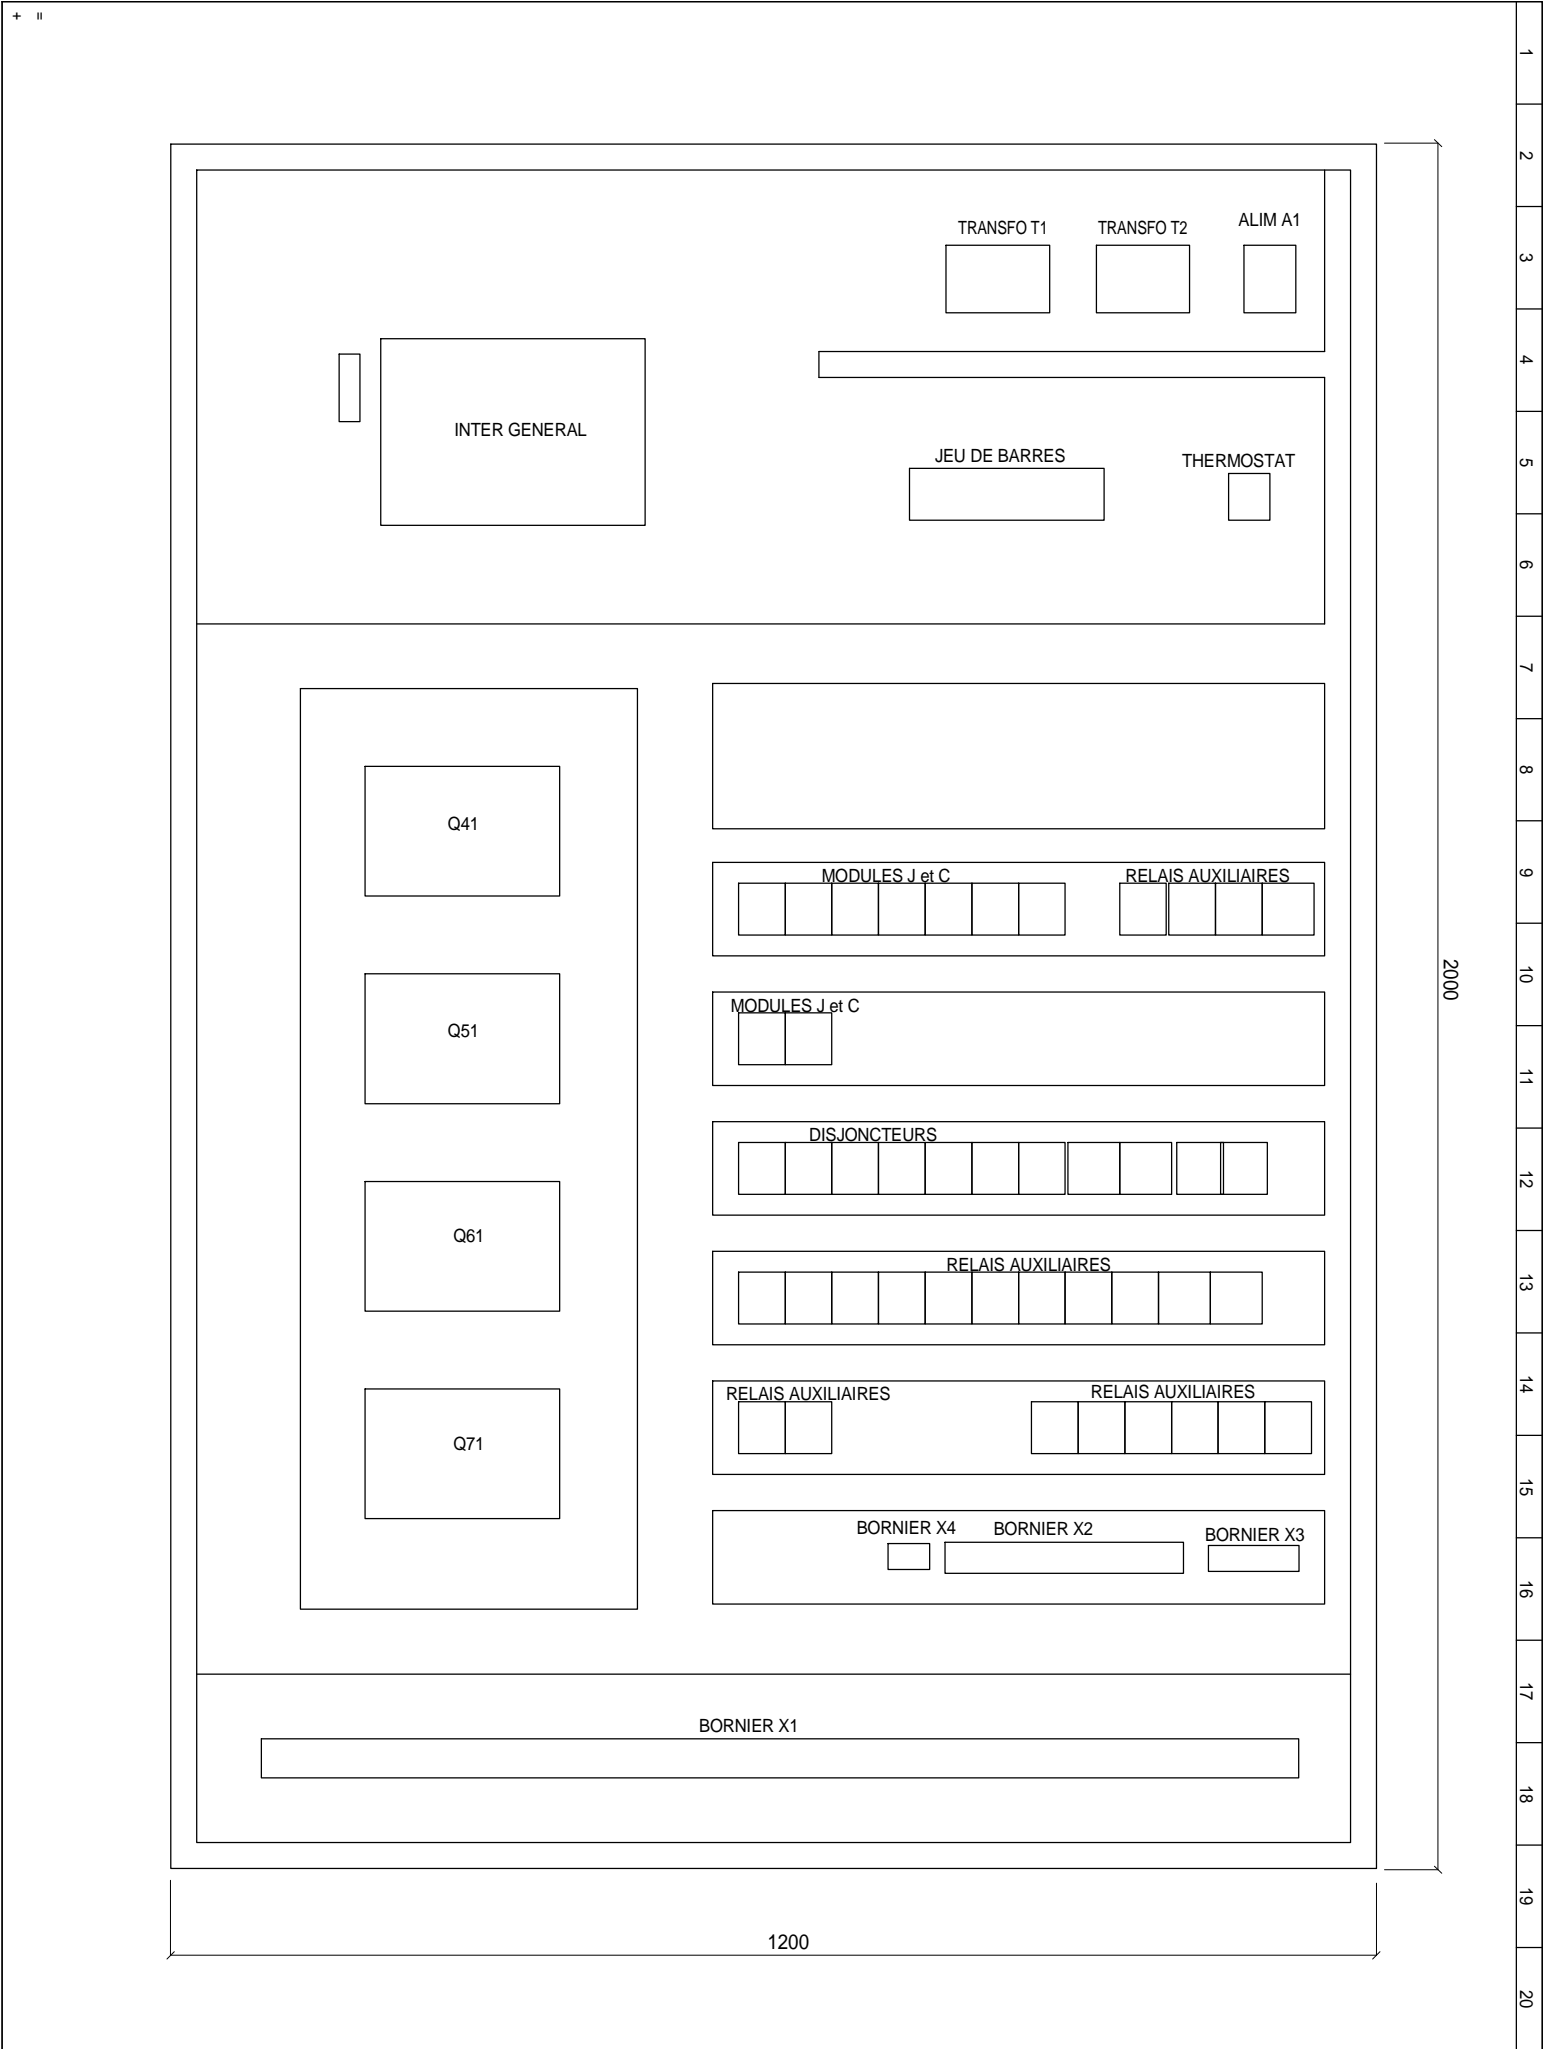 + =
1
2
TRANSFO T1 TRANSFO T2 ALIM A1
3
4
INTER GENERAL
JEU DE BARRES THERMOSTAT
5
6
7
8
Q41
MODULES J et C RELAIS AUXILIAIRES
9
2000
10
MODULES J et C
Q51
11
DISJONCTEURS
12
Q61
RELAIS AUXILIAIRES
13
RELAIS AUXILIAIRES RELAIS AUXILIAIRES
14
Q71
15
BORNIER X4 BORNIER X2 BORNIER X3
16
17
BORNIER X1
18
19
1200
20